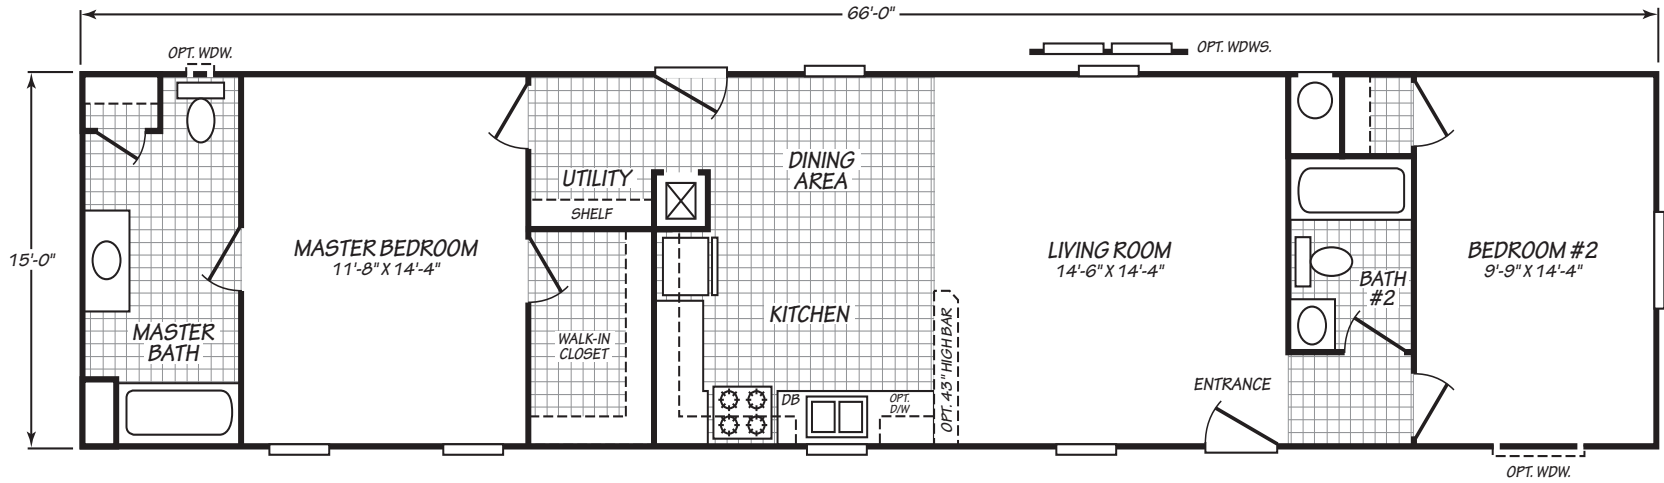 66'-0"
OPT. WDW.
OPT. WDWS.
15'-0"
UTILITY
SHELF
DINING
AREA
MASTER BEDROOM
11'-8" X 14'-4"
LIVING ROOM
14'-6" X 14'-4"
BEDROOM #2
9'-9" X 14'-4"
BATH
#2
KITCHEN
MASTER
BATH
WALK-IN
CLOSET
OPT. 43" HIGH BAR
ENTRANCE
DB
OPT.
D/W
OPT. WDW.